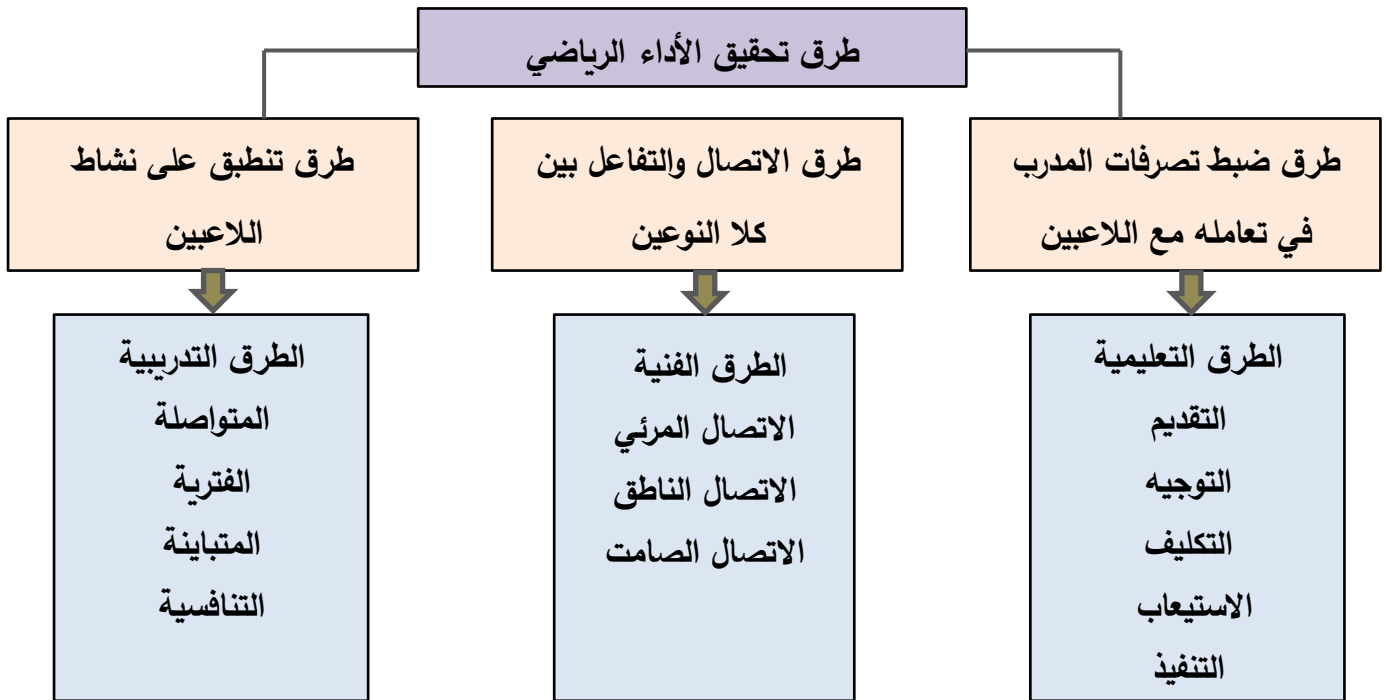 طرق تحقيق الأداء الرياضي
طرق ضبط تصرفات المدرب
في تعامله مع اللاعبين
طرق الاتصال والتفاعل بين
كلا النوعين
طرق تنطبق على نشاط
اللاعبين
الطرق التعليمية
التقديم
التوجيه
التكليف
الاستيعاب
التنفيذ
الطرق الفنية
الاتصال المرئي
الاتصال الناطق
الاتصال الصامت
الطرق التدريبية
المتواصلة
الفترية
المتباينة
التنافسية